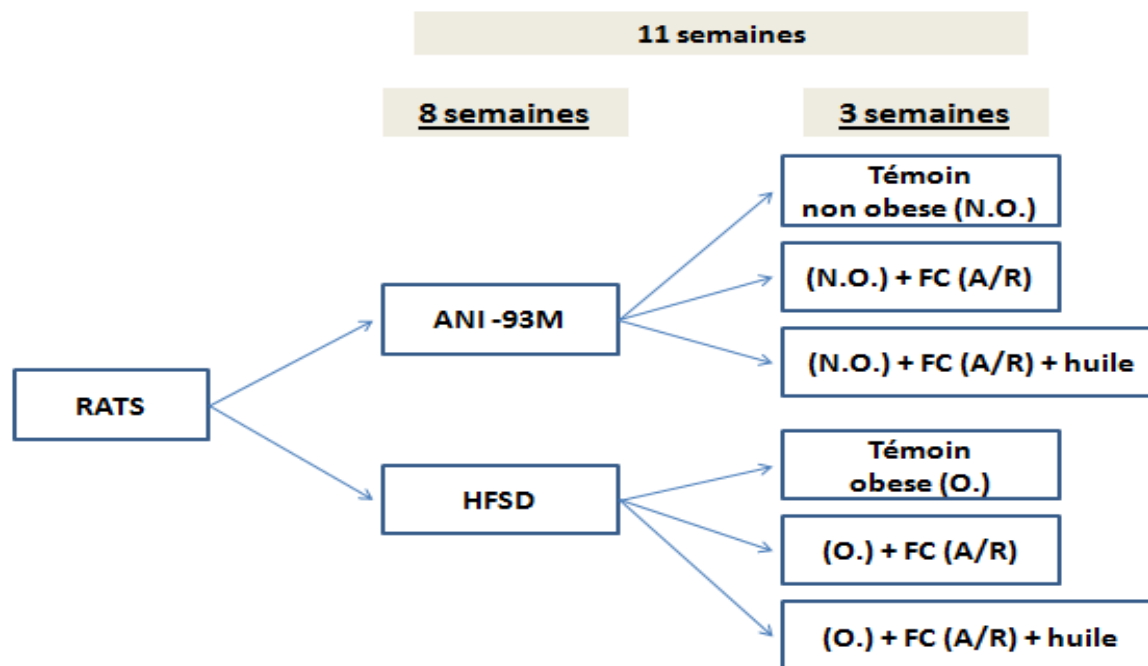 11 semaines
8 semaines
3 semaines
Témoin
non obese (N.O.)
(N.O.) + FC (A/R)
ANI -93M
(N.O.) + FC (A/R) + huile
RATS
Témoin
obese (O.)
HFSD
(O.) + FC (A/R)
(O.) + FC (A/R) + huile